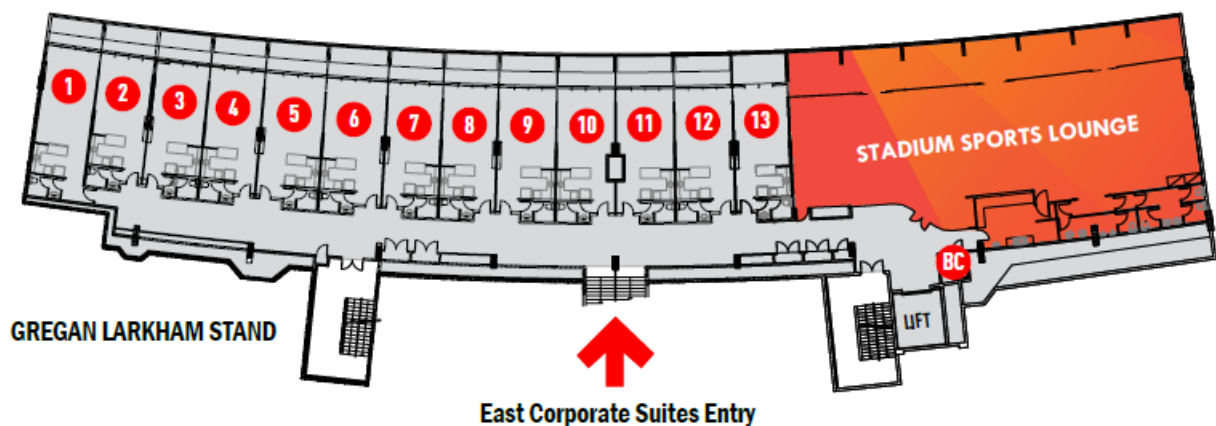 1
2
3
4
5
6
7
8
9
10
11
12
13
STADIUM SPORTS LOUNGE
BC
LIFT
GREGAN LARKHAM STAND
East Corporate Suites Entry